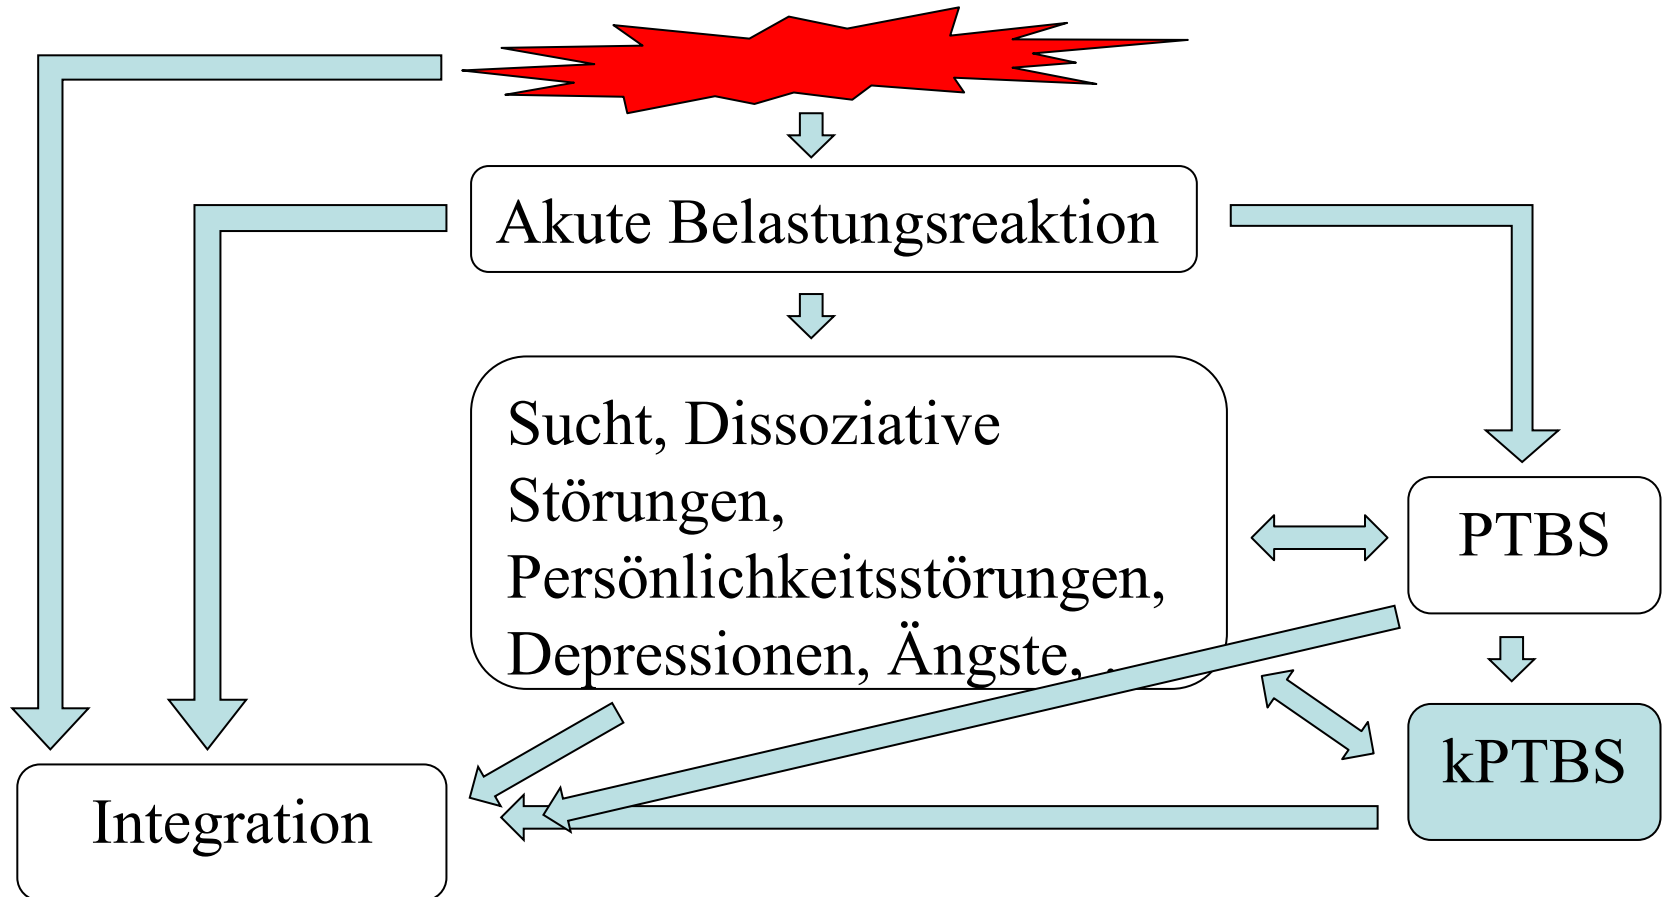 Akute Belastungsreaktion
Sucht, Dissoziative
Störungen,
Persönlichkeitsstörungen,
Depressionen, Ängste, .
PTBS
kPTBS
Integration